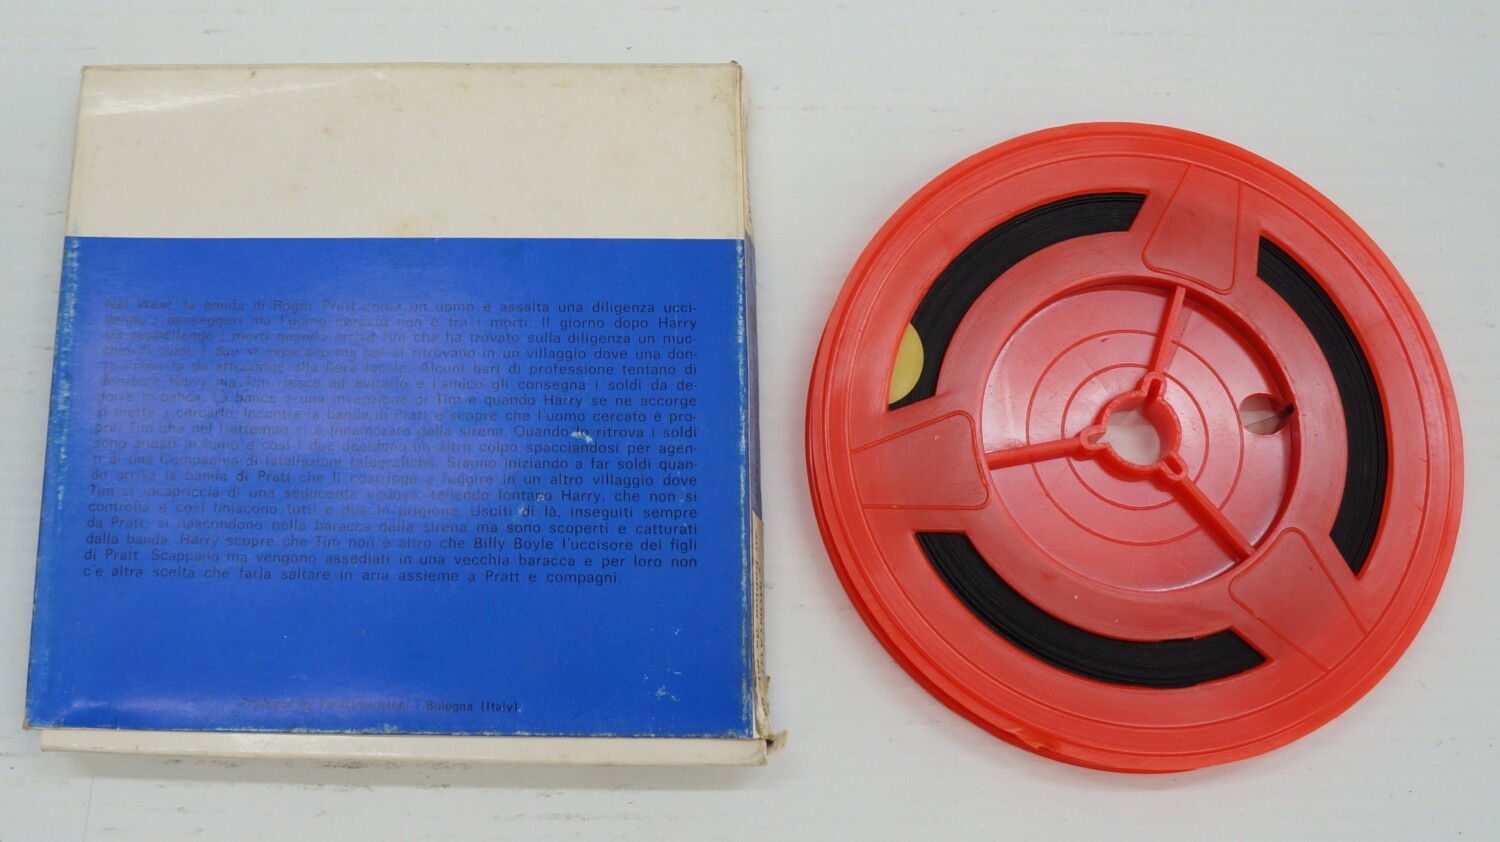 Nel West, la banda di Roger Pratt cerca un uomo e assalta una diligenza ucci-
dendo i passeggeri ma l'uomo cercato non è tra i morti. Il giorno dopo Harry
sta seppellendo i morti quando arriva Tim che ha trovato sulla diligenza un muc-
chio di soldi. I due si separano ma poi si ritrovano in un villaggio dove una don-
na-sirena fa da attrazione alla fiera locale. Alcuni bari di professione tentano di
derubare Harry ma Tim riesce ad evitarlo e l'amico gli consegna i soldi da de-
porre in banca. La banca è una invenzione di Tim e quando Harry se ne accorge
si mette a cercarlo. Incontra la banda di Pratt e scopre che l'uomo cercato è pro-
prio Tim che nel frattempo si è innamorato della sirena. Quando lo ritrova i soldi
sono andati in fumo e così i due decidono un altro colpo spacciandosi per agen-
ti di una Compagnia di istallazioni telegrafiche. Stanno iniziando a far soldi quan-
do arriva la banda di Pratt che li costringe a fuggire in un altro villaggio dove
Tim si incapriccia di una seducente vedova, tenendo lontano Harry, che non si
controlla e così finiscono tutti e due in prigione. Usciti di là, inseguiti sempre
da Pratt, si nascondono nella baracca della sirena ma sono scoperti e catturati
dalla banda. Harry scopre che Tim non è altro che Billy Boyle l'uccisore dei figli
di Pratt. Scappano ma vengono assediati in una vecchia baracca e per loro non
c'è altra scelta che farla saltare in aria assieme a Pratt e compagni.
Bologna (Italy).